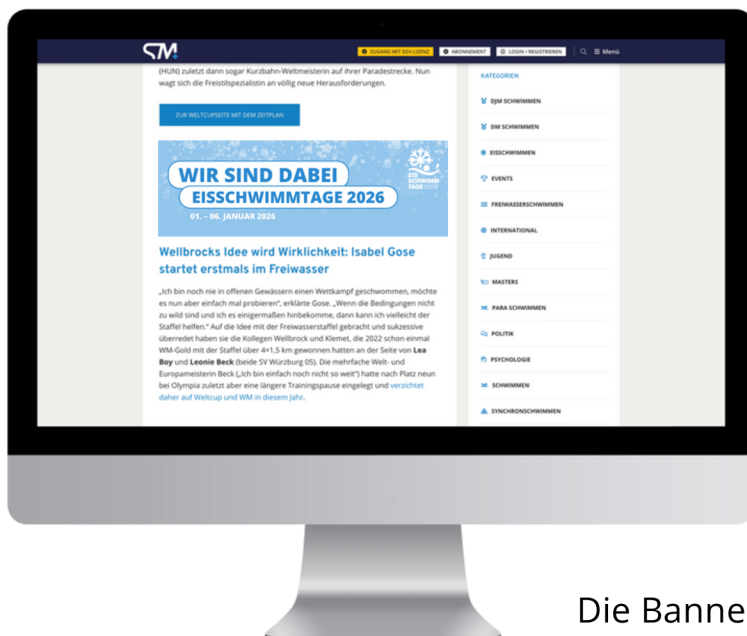 SM
ZUGANG MIT DSV-LIZENZ
ABONNEMENT
LOGIN / REGISTRIEREN
Menü
(HUN) zuletzt dann sogar Kurzbahn-Weltmeisterin auf ihrer Paradestrecke. Nun
wagt sich die Freistilspezialistin an völlig neue Herausforderungen.
ZUR WELTCUPSEITE MIT DEM ZEITPLAN
WIR SIND DABEI
EISSCHWIMMTAGE 2026
01. – 06. JANUAR 2026
EIS
SCHWIMM
TAGE 2026
Wellbrocks Idee wird Wirklichkeit: Isabel Gose
startet erstmals im Freiwasser
„Ich bin noch nie in offenen Gewässern einen Wettkampf geschwommen, möchte
es nun aber einfach mal probieren“, erklärte Gose. „Wenn die Bedingungen nicht
zu wild sind und ich es einigermaßen hinbekomme, dann kann ich vielleicht der
Staffel helfen.“ Auf die Idee mit der Freiwasserstaffel gebracht und sukzessive
überredet haben sie die Kollegen Wellbrock und Klemet, die 2022 schon einmal
WM-Gold mit der Staffel über 4×1,5 km gewonnen hatten an der Seite von Lea
Boy und Leonie Beck (beide SV Würzburg 05). Die mehrfache Welt- und
Europameisterin Beck („Ich bin einfach noch nicht so weit“) hatte nach Platz neun
bei Olympia zuletzt aber eine längere Trainingspause eingelegt und verzichtet
daher auf Weltcup und WM in diesem Jahr.
KATEGORIEN
DJM SCHWIMMEN
DM SCHWIMMEN
EISSCHWIMMEN
EVENTS
FREIWASSERSCHWIMMEN
INTERNATIONAL
JUGEND
MASTERS
PARA SCHWIMMEN
POLITIK
PSYCHOLOGIE
SCHWIMMEN
SYNCHRONSCHWIMMEN
Die Banne